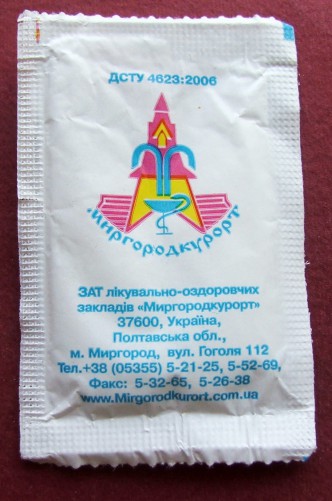 ДСТУ 4623:2006
Миргородкурорт
ЗАТ лікувально-оздоровчих
закладів «Миргородкурорт»
37600, Україна,
Полтавська обл.,
м. Миргород, вул. Гоголя 112
Тел.+38 (05355) 5-21-25, 5-52-69,
Факс: 5-32-65, 5-26-38
www.Mirgorodkurort.com.ua